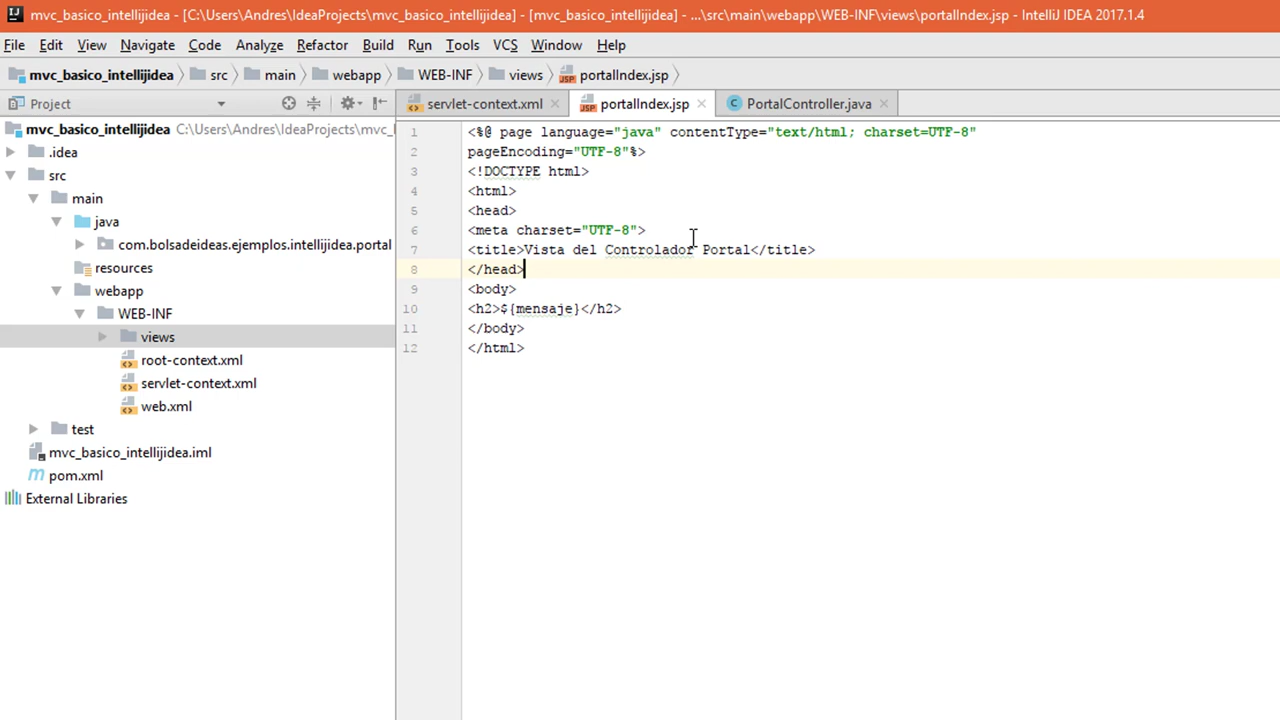 mvc_basico_intellijidea - [C:\Users\Andres\IdeaProjects\mvc_basico_intellijidea] - [mvc_basico_intellijidea] - ...\src\main\webapp\WEB-INF\views\portalIndex.jsp - IntelliJ IDEA 2017.1.4
File Edit View Navigate Code Analyze Refactor Build Run Tools VCS Window Help
mvc_basico_intellijidea src main webapp WEB-INF views portalIndex.jsp
Project
servlet-context.xml portalIndex.jsp PortalController.java
mvc_basico_intellijidea C:\Users\Andres\IdeaProjects\mvc_
.idea
src
main
java
com.bolsadeideas.ejemplos.intellijidea.portal
resources
webapp
WEB-INF
views
root-context.xml
servlet-context.xml
web.xml
test
mvc_basico_intellijidea.iml
pom.xml
External Libraries
1 <%@ page language="java" contentType="text/html; charset=UTF-8"
2 pageEncoding="UTF-8"%>
3 <!DOCTYPE html>
4 <html>
5 <head>
6 <meta charset="UTF-8">
7 <title>Vista del Controlador Portal</title>
8 </head>
9 <body>
10 <h2>${mensaje}</h2>
11 </body>
12 </html>